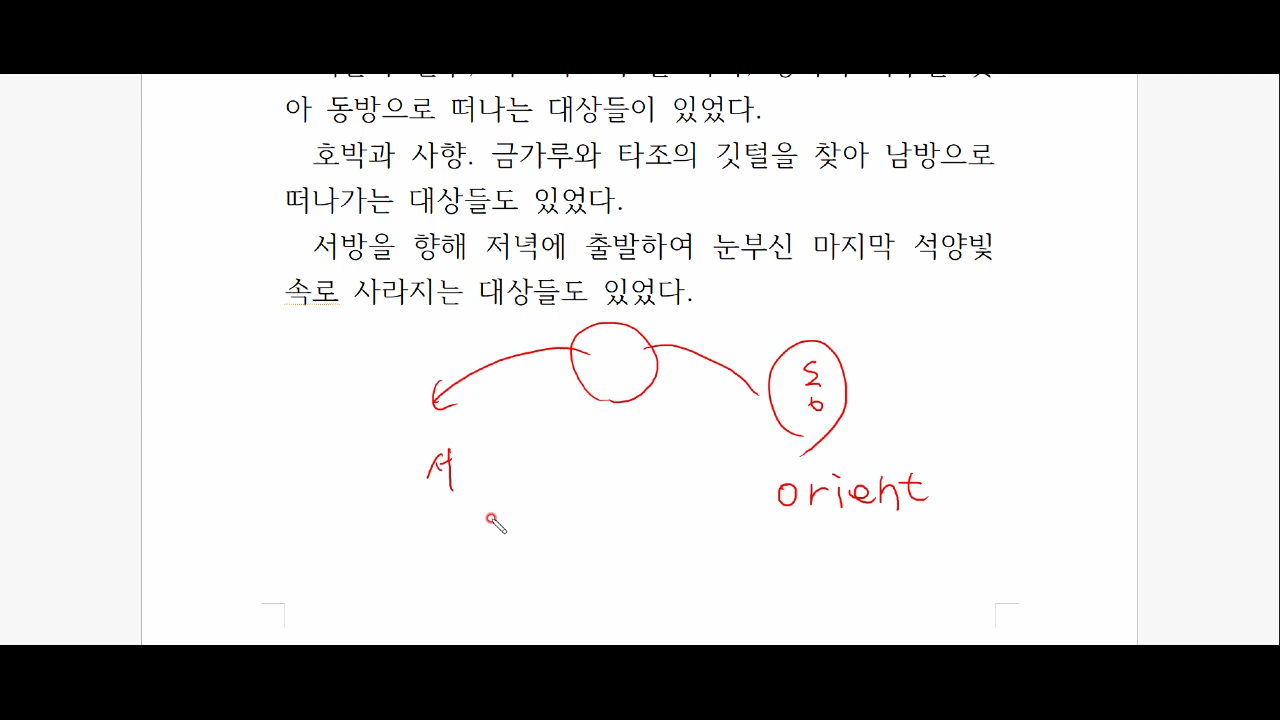 아 동방으로 떠나는 대상들이 있었다.
호박과 사향. 금가루와 타조의 깃털을 찾아 남방으로
떠나가는 대상들도 있었다.
서방을 향해 저녁에 출발하여 눈부신 마지막 석양빛
속로 사라지는 대상들도 있었다.
동
서
orient